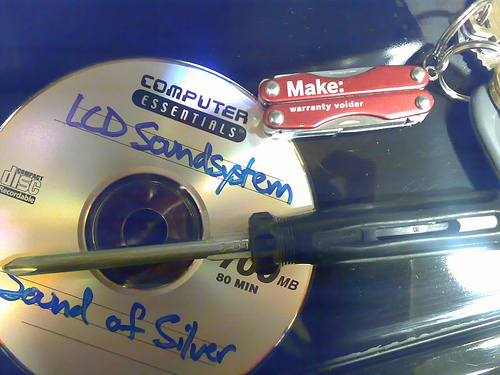 COMPUTER
ESSENTIALS
LCD Soundsystem
COMPACT
disc
Recordable
700 MB
80 MIN
Sound of Silver
Make:
warranty voider